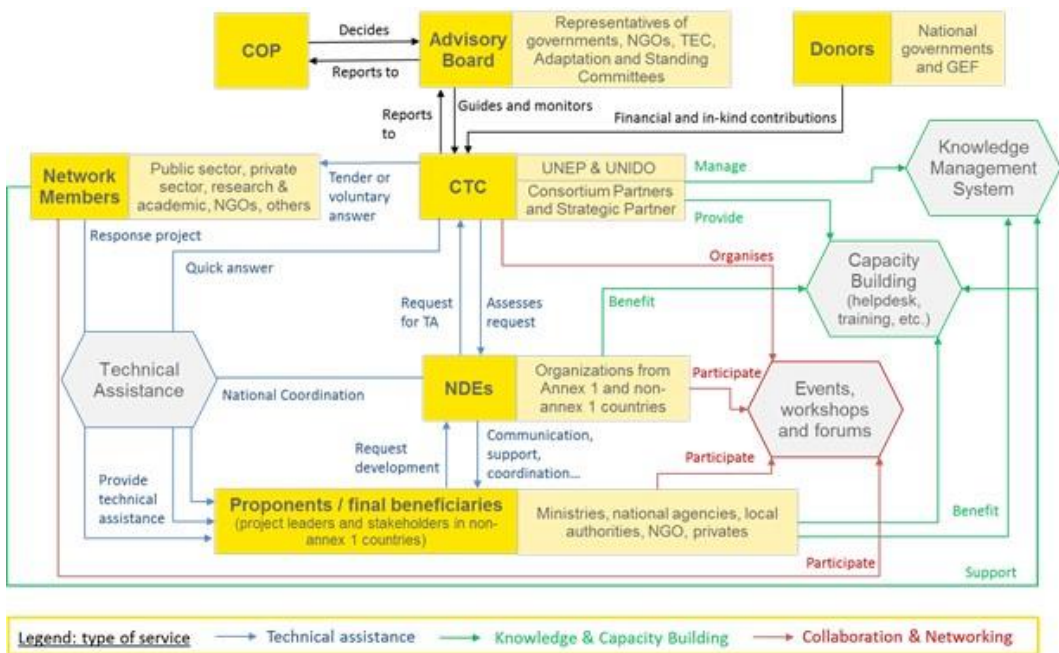 COP
Decides
Reports to
Advisory
Board
Representatives of
governments, NGOs, TEC,
Adaptation and Standing
Committees
Donors
National
governments
and GEF
Reports
to
Guides and monitors
Financial and in-kind contributions
Network
Members
Public sector, private
sector, research &
academic, NGOs, others
Tender or
voluntary
answer
CTC
UNEP & UNIDO
Consortium Partners
and Strategic Partner
Manage
Provide
Knowledge
Management
System
Response project
Quick answer
Organises
Capacity
Building
(helpdesk,
training, etc.)
Request
for TA
Assesses
request
Benefit
Technical
Assistance
National Coordination
NDEs
Organizations from
Annex 1 and non-
annex 1 countries
Participate
Events,
workshops
and forums
Request
development
Communication,
support,
coordination...
Participate
Provide
technical
assistance
Proponents / final beneficiaries
(project leaders and stakeholders in non-
annex 1 countries)
Ministries, national agencies, local
authorities, NGO, privates
Benefit
Participate
Support
Legend: type of service
Technical assistance
Knowledge & Capacity Building
Collaboration & Networking